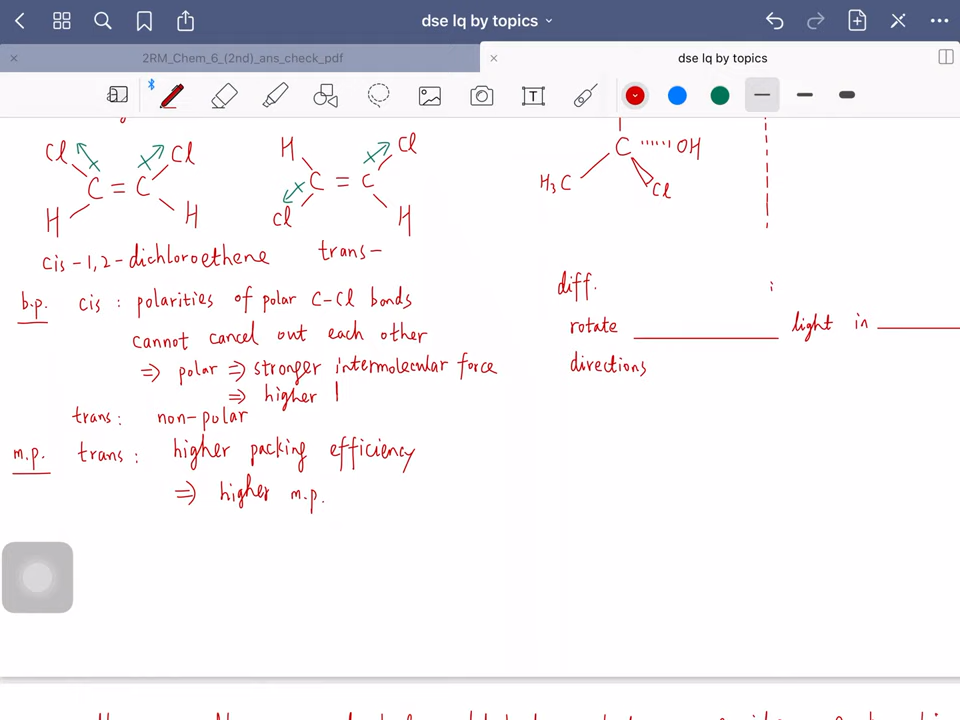 dse lq by topics
2RM_Chem_6_(2nd)_ans_check_pdf
dse lq by topics
T
Cl Cl
C = C
H H
H Cl
C = C
Cl H
C OH
H₃C Cl
cis-1,2-dichloroethene trans-
b.p. cis : polarities of polar C-Cl bonds
cannot cancel out each other
⇒ polar ⇒ stronger intermolecular force
⇒ higher
trans: non-polar
m.p. trans: higher packing efficiency
⇒ higher m.p.
diff. :
rotate ________ light in ________
directions